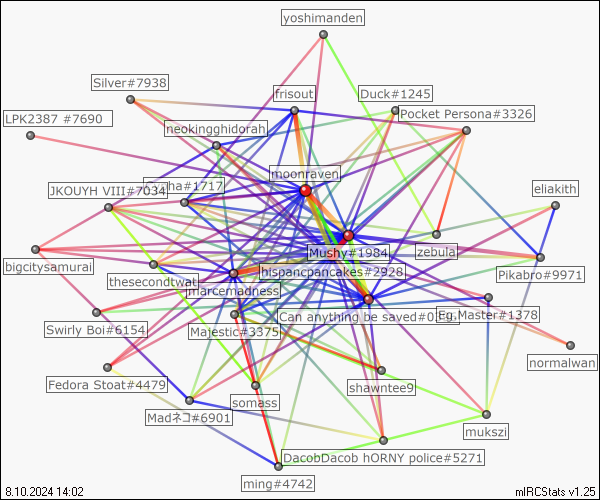 yoshimanden
Silver#7938
frisout
Duck#1245
LPK2387 #7690
Pocket Persona#3326
neokingghidorah
moonraven
#1717
JKOUYH VIII#7034
eliakith
Mushy#1984
zebula
bigcitysamurai
thesecondtwat
hispancpancakes#2928
Pikabro#9971
jmarcemadness
Can anything be saved#0
Eg.Master#1378
Swirly Boi#6154
Majestic#3375
normalwan
Fedora Stoat#4479
somass
shawntee9
Madネコ#6901
mukszi
DacobDacob hORNY police#5271
ming#4742
8.10.2024 14:02
mIRCStats v1.25